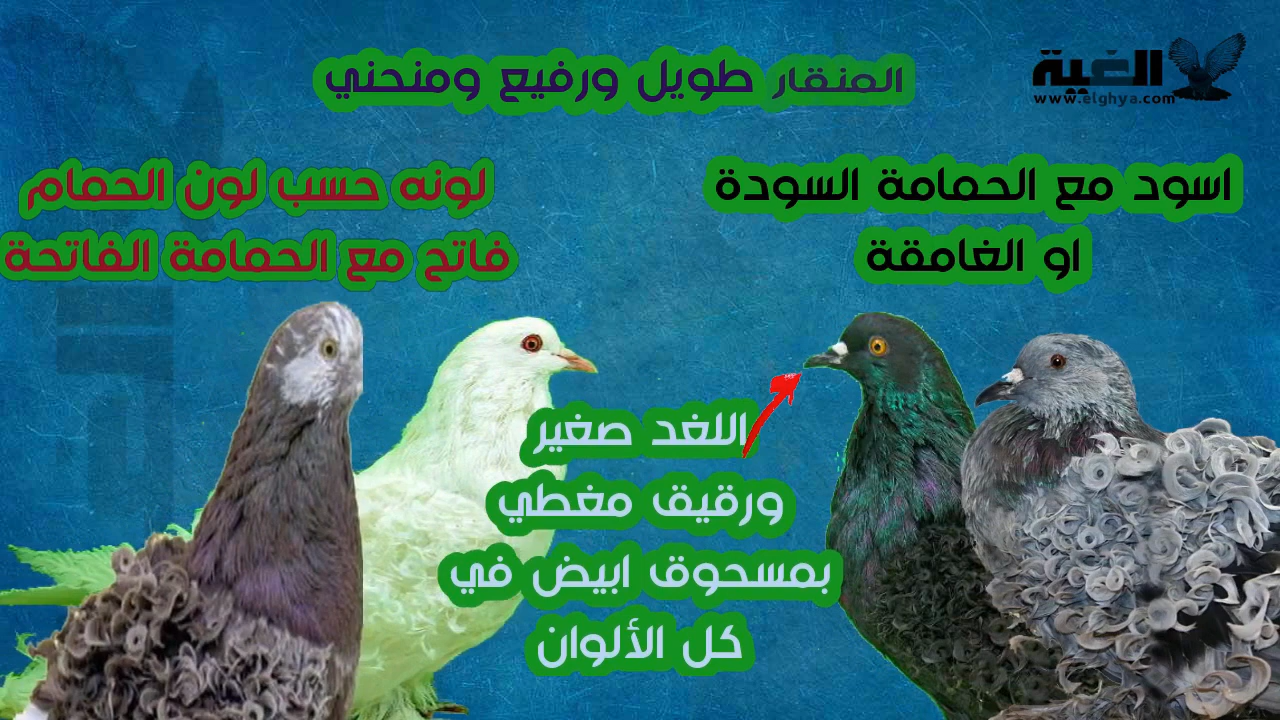 الغية
www.elghya.com
المنقار طويل ورفيع ومنحني
اسود مع الحمامة السودة
او الغامقة
لونه حسب لون الحمام
فاتح مع الحمامة الفاتحة
اللغد صغير
ورقيق مغطي
بمسحوق ابيض في
كل الألوان